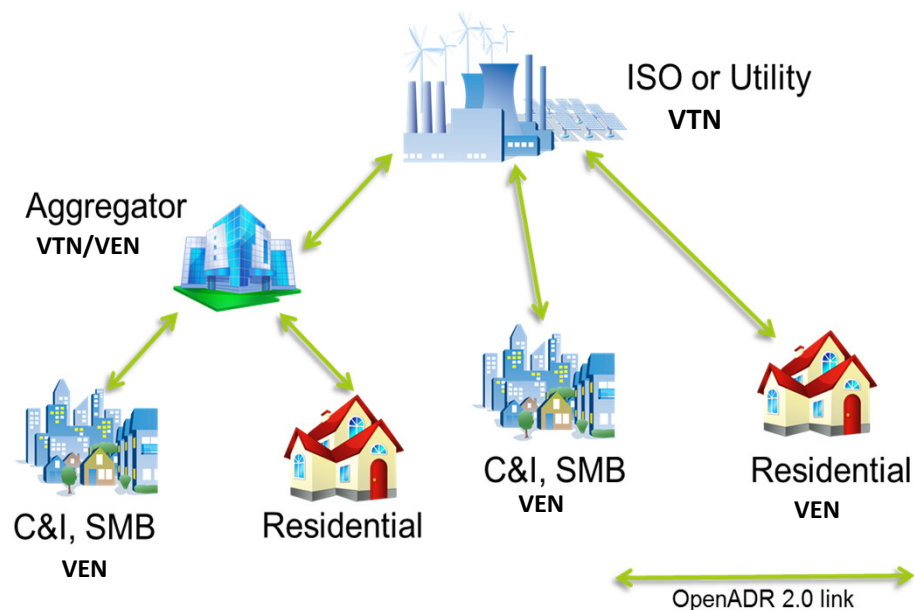 ISO or Utility
VTN
Aggregator
VTN/VEN
C&I, SMB
VEN
Residential
C&I, SMB
VEN
Residential
VEN
OpenADR 2.0 link